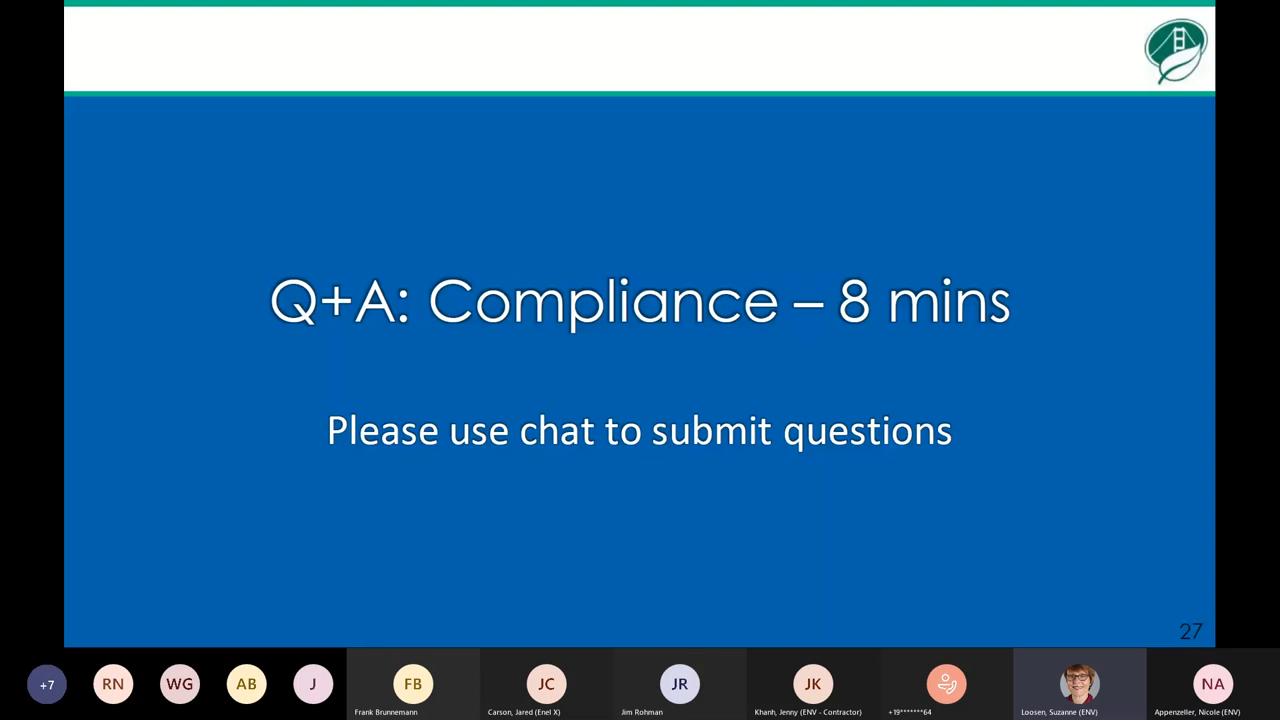 Q+A: Compliance – 8 mins
Please use chat to submit questions
27
+7
RN
WG
AB
J
FB
JC
JR
JK
NA
Frank Brunnemann
Carson, Jared (Enel X)
Jim Rohman
Khanh, Jenny (ENV - Contractor)
+19*******64
Loosen, Suzanne (ENV)
Appenzeller, Nicole (ENV)